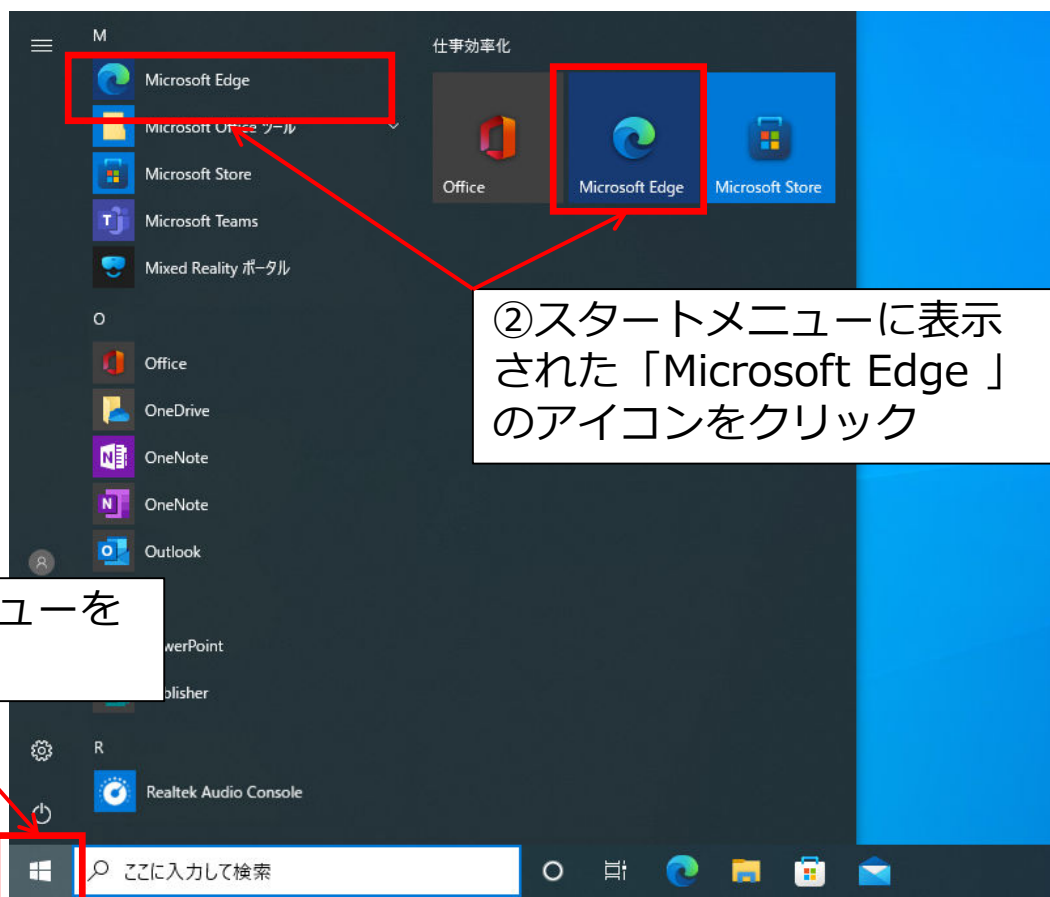 M
Microsoft Edge
Microsoft Office ツール
Microsoft Store
Microsoft Teams
Mixed Reality ポータル
O
Office
OneDrive
OneNote
OneNote
Outlook
werPoint
blisher
R
Realtek Audio Console
仕事効率化
Office
Microsoft Edge
Microsoft Store
②スタートメニューに表示
された「Microsoft Edge 」
のアイコンをクリック
ューを
ここに入力して検索